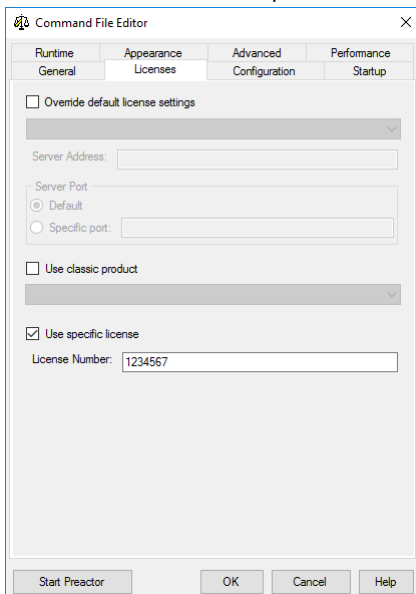 Command File Editor
Runtime Appearance Advanced Performance
General Licenses Configuration Startup
Override default license settings
Server Address:
Server Port
Default
Specific port:
Use classic product
Use specific license
License Number: 1234567
Start Preactor OK Cancel Help